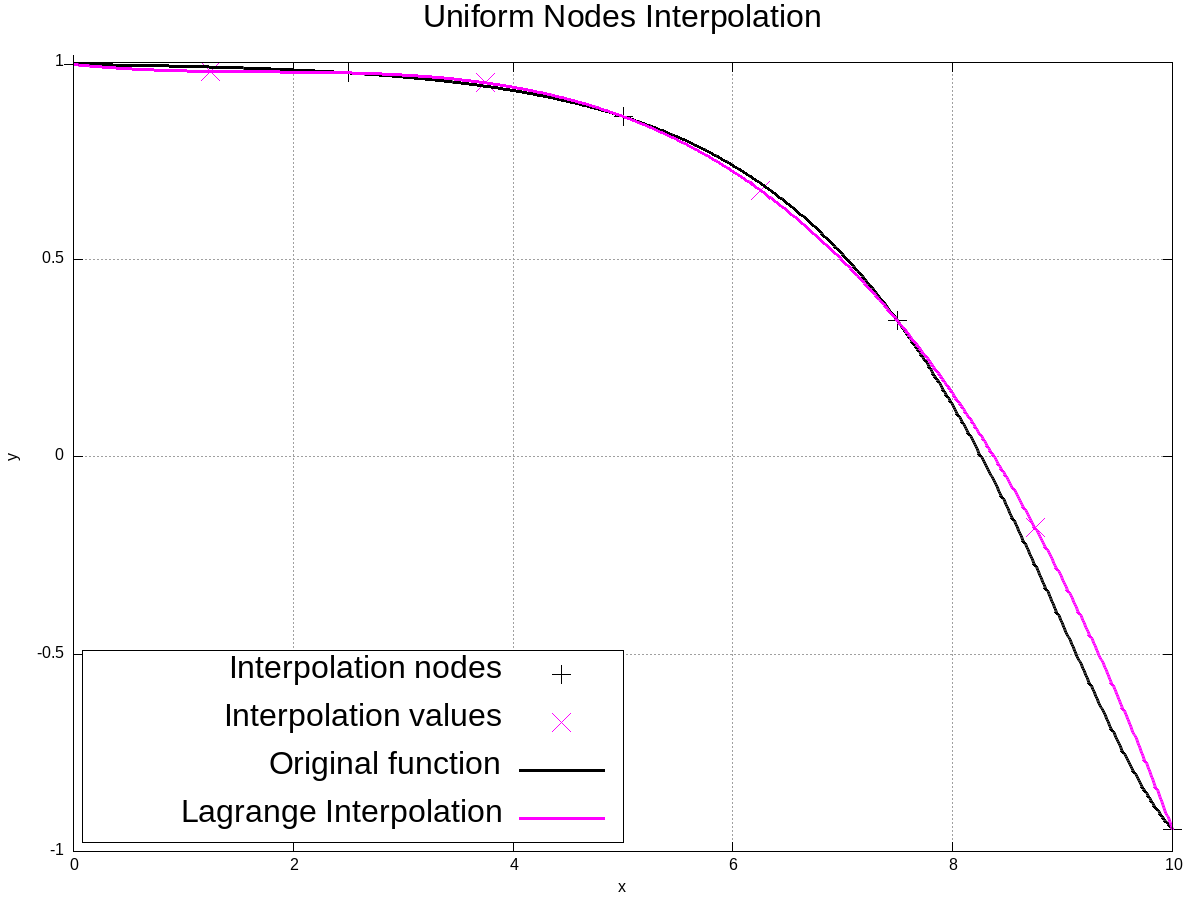 Uniform Nodes Interpolation
1
0.5
0
-0.5
-1
y
Interpolation nodes
Interpolation values
Original function
Lagrange Interpolation
0 2 4 6 8 10
x